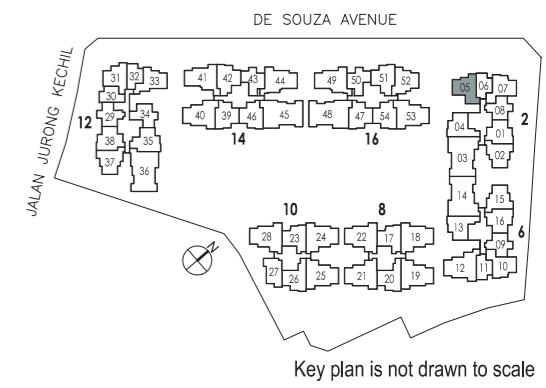 DE SOUZA AVENUE
JALAN JURONG KECHIL
31 32 33
30
29 34
12
38 35
37 36
41 42 43 44
40 39 46 45
14
49 50 51 52
48 47 54 53
16
05 06 07
08
04 01 2
03 02
14 15
13 16
6
09
12 11 10
10
28 23 24
27 26 25
8
22 17 18
21 20 19
N
Key plan is not drawn to scale